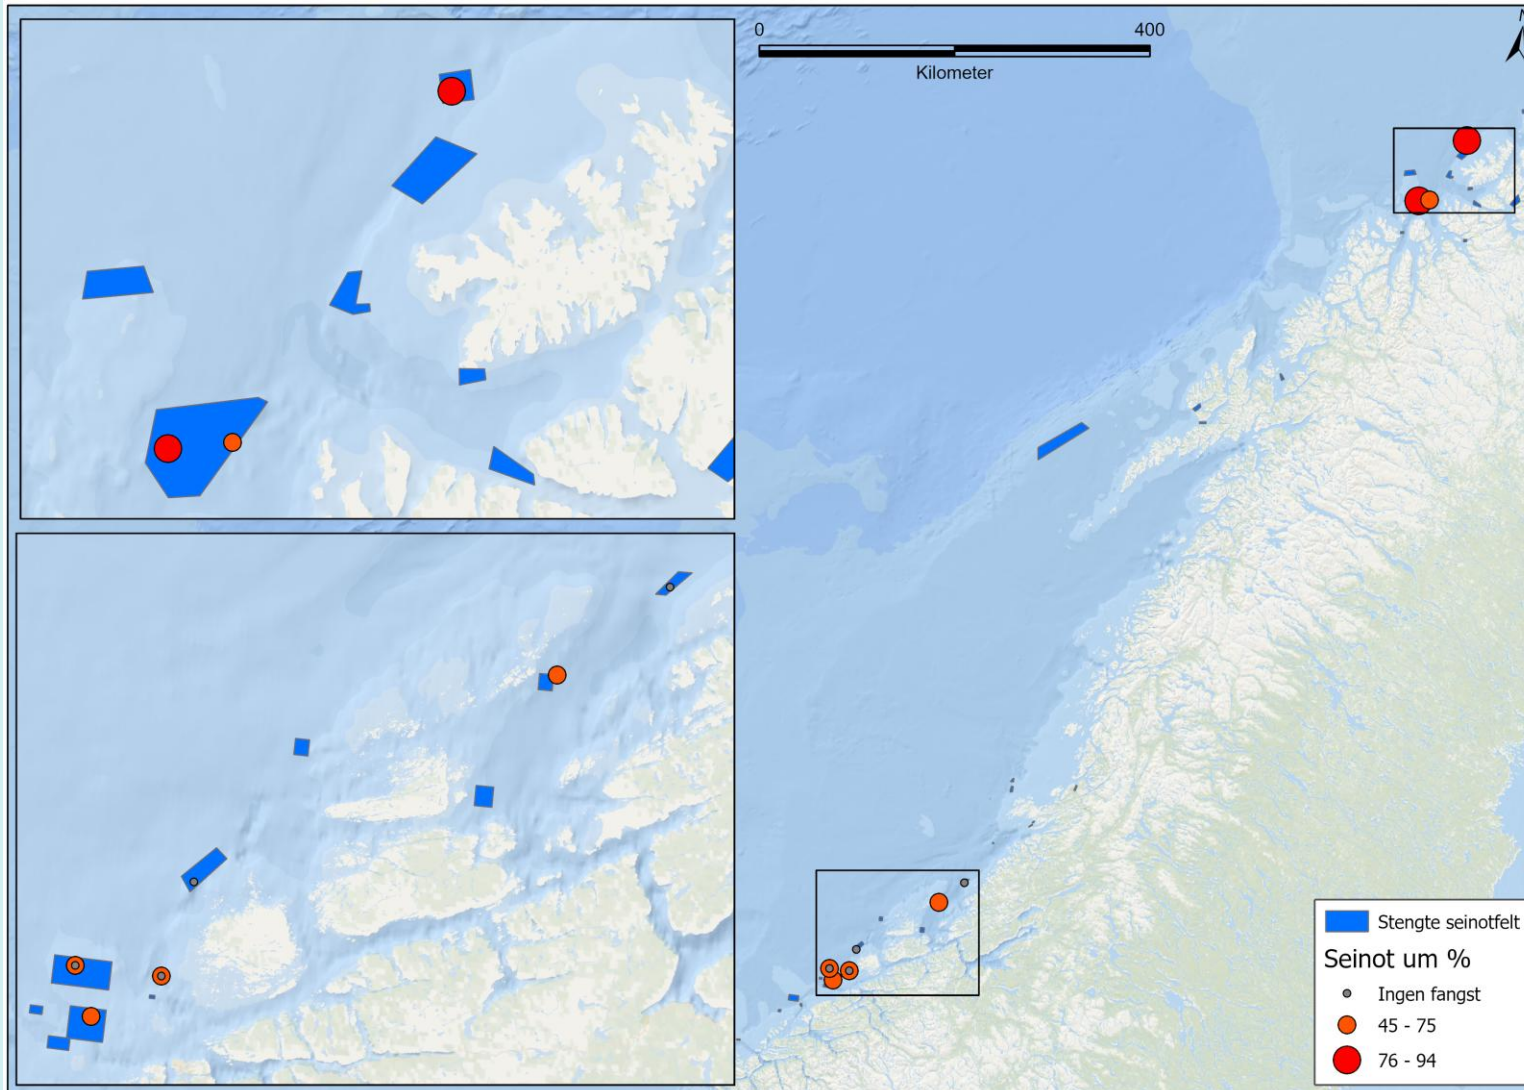 0 400
Kilometer
N
Stengte seinotfelt
Seinot um %
Ingen fangst
45 - 75
76 - 94